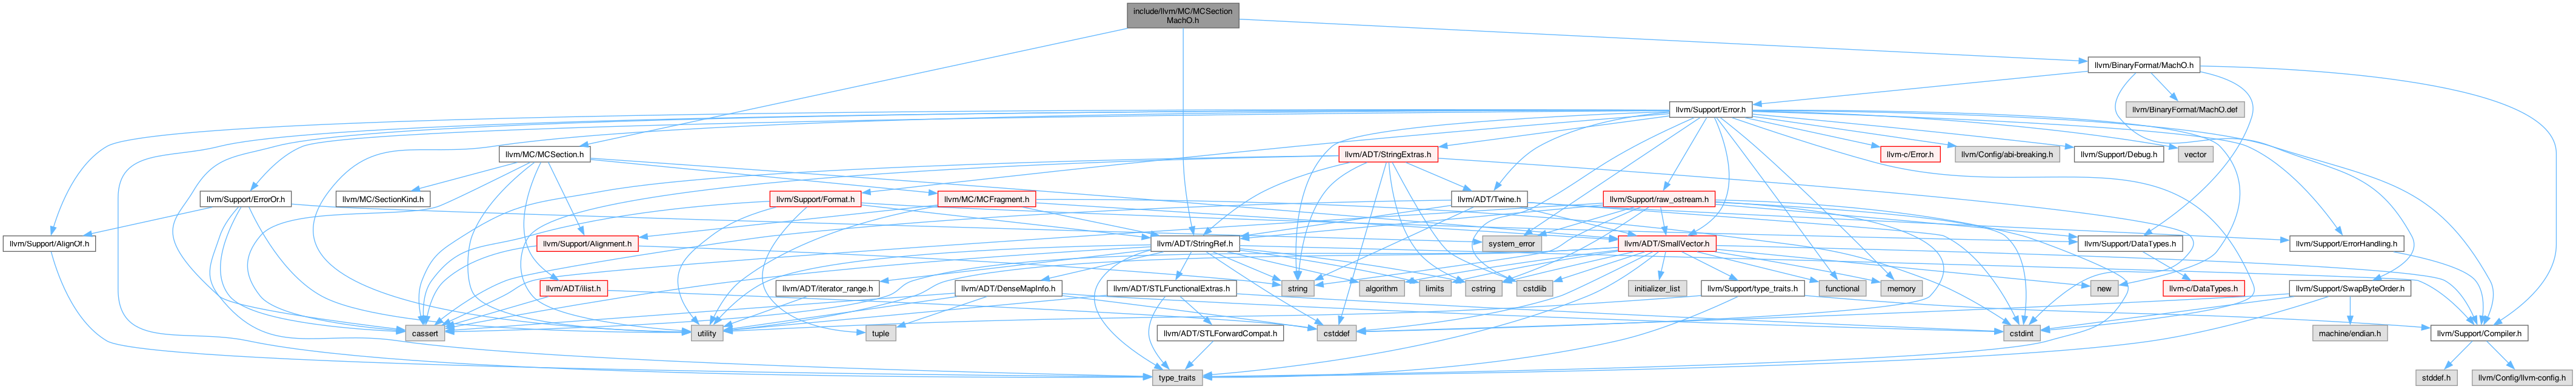 include/llvm/MC/MCSection
MachO.h
llvm/BinaryFormat/MachO.h
llvm/Support/Error.h
llvm/BinaryFormat/MachO.def
llvm/MC/MCSection.h
llvm/ADT/StringExtras.h
llvm-c/Error.h
llvm/Config/abi-breaking.h
llvm/Support/Debug.h
vector
llvm/Support/ErrorOr.h
llvm/MC/SectionKind.h
llvm/Support/Format.h
llvm/MC/MCFragment.h
llvm/ADT/Twine.h
llvm/Support/raw_ostream.h
llvm/Support/AlignOf.h
llvm/Support/Alignment.h
llvm/ADT/StringRef.h
system_error
llvm/ADT/SmallVector.h
llvm/Support/DataTypes.h
llvm/Support/ErrorHandling.h
llvm/ADT/ilist.h
llvm/ADT/iterator_range.h
llvm/ADT/DenseMapInfo.h
llvm/ADT/STLFunctionalExtras.h
string
algorithm
limits
cstring
cstdlib
initializer_list
llvm/Support/type_traits.h
functional
memory
new
llvm-c/DataTypes.h
llvm/Support/SwapByteOrder.h
cassert
utility
tuple
llvm/ADT/STLForwardCompat.h
cstddef
cstdint
machine/endian.h
llvm/Support/Compiler.h
type_traits
stddef.h
llvm/Config/llvm-config.h